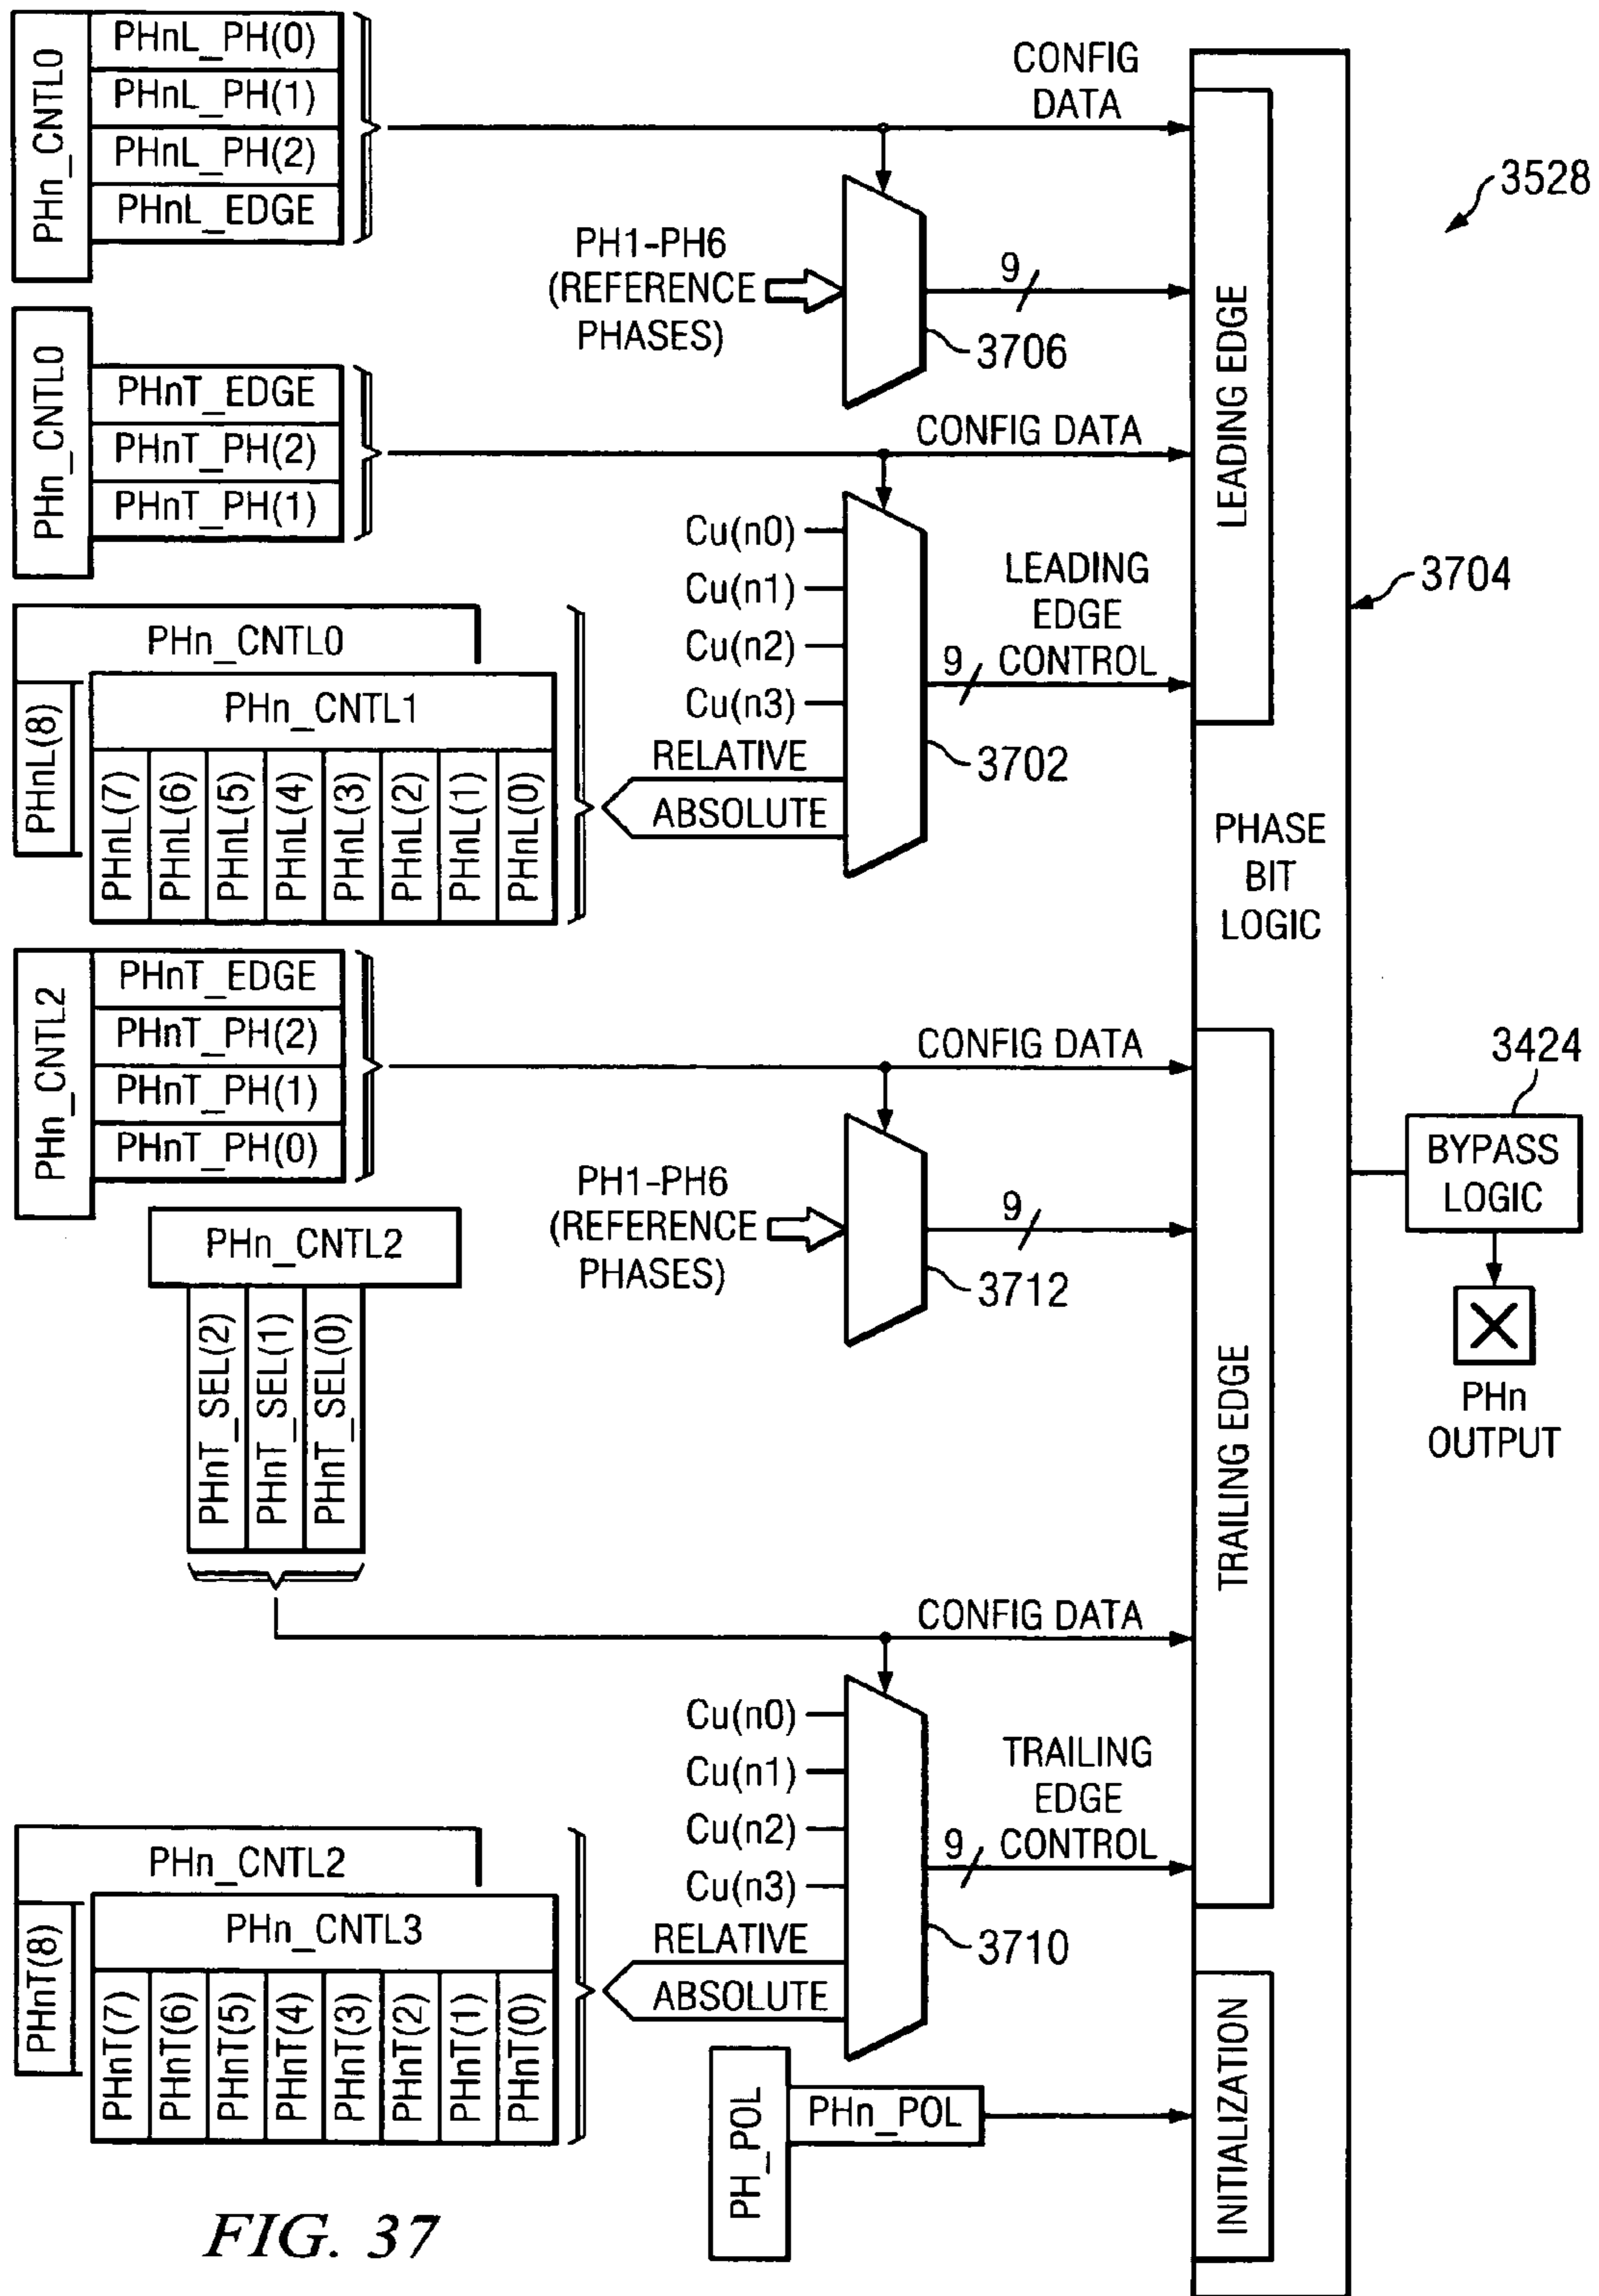 PHn_CNTL0
PHnL_PH(0)
PHnL_PH(1)
PHnL_PH(2)
PHnL_EDGE
CONFIG
DATA
3528
PH1-PH6
(REFERENCE
PHASES)
9
3706
LEADING EDGE
PHn_CNTL0
PHnT_EDGE
PHnT_PH(2)
PHnT_PH(1)
CONFIG DATA
Cu(n0)
Cu(n1)
Cu(n2)
Cu(n3)
RELATIVE
ABSOLUTE
LEADING
EDGE
9 CONTROL
3702
3704
PHn_CNTL0
PHnL(8)
PHn_CNTL1
PHnL(7)
PHnL(6)
PHnL(5)
PHnL(4)
PHnL(3)
PHnL(2)
PHnL(1)
PHnL(0)
PHASE
BIT
LOGIC
PHn_CNTL2
PHnT_EDGE
PHnT_PH(2)
PHnT_PH(1)
PHnT_PH(0)
CONFIG DATA
PH1-PH6
(REFERENCE
PHASES)
9
3712
TRAILING EDGE
3424
BYPASS
LOGIC
PHn
OUTPUT
PHn_CNTL2
PHnT_SEL(2)
PHnT_SEL(1)
PHnT_SEL(0)
CONFIG DATA
Cu(n0)
Cu(n1)
Cu(n2)
Cu(n3)
RELATIVE
ABSOLUTE
TRAILING
EDGE
9 CONTROL
3710
PHn_CNTL2
PHnT(8)
PHn_CNTL3
PHnT(7)
PHnT(6)
PHnT(5)
PHnT(4)
PHnT(3)
PHnT(2)
PHnT(1)
PHnT(0)
PH_POL
PHn_POL
INITIALIZATION
FIG. 37